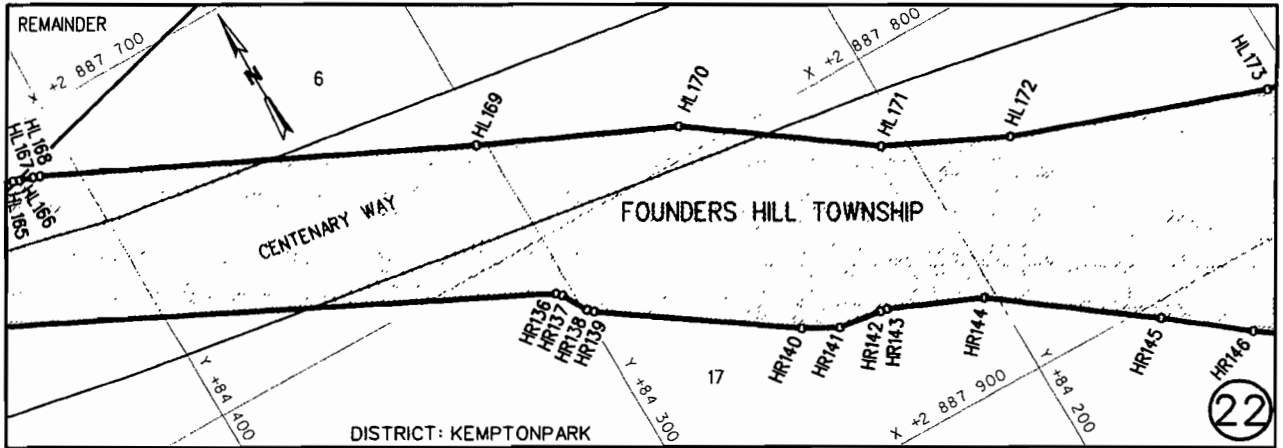 REMAINDER
X +2 887 700
N
6
X +2 887 800
HL173
HL172
HL171
HL170
HL169
HL168
HL167
HL166
HL165
CENTENARY WAY
FOUNDERS HILL TOWNSHIP
HR136
HR137
HR138
HR139
HR140
HR141
HR142
HR143
HR144
HR145
HR146
17
Y +84 400
Y +84 300
X +2 887 900
Y +84 200
DISTRICT: KEMPTONPARK
22